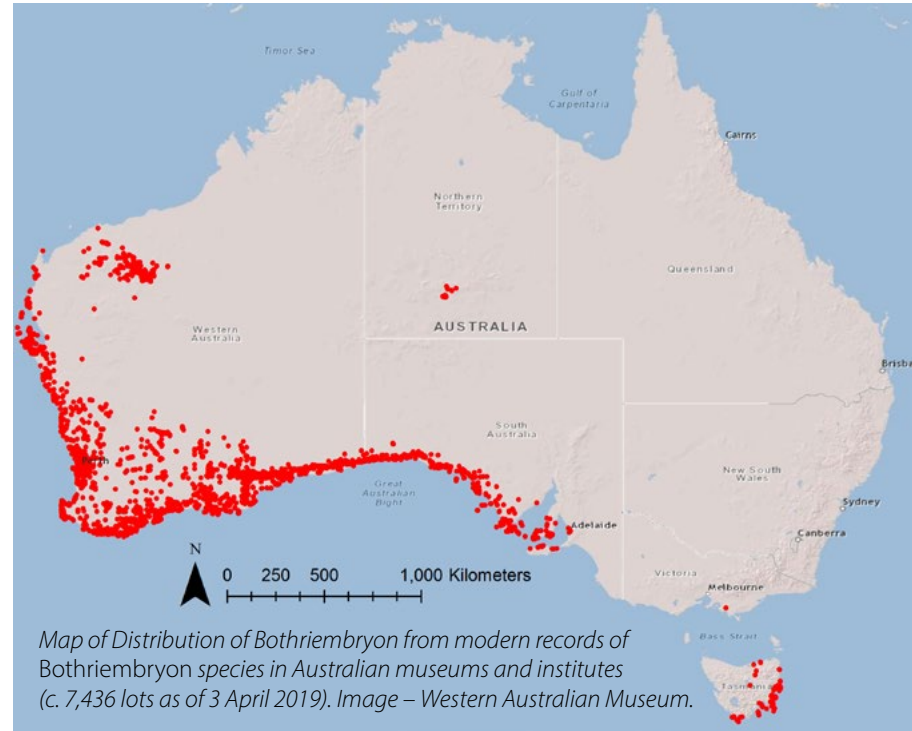 Timor Sea
Gulf of
Carpentaria
Cairns
Northern
Territory
Queensland
Western
Australia
AUSTRALIA
Brisba
South
Australia
New South
Wales
Great
Australian
Bight
Sydney
Adelaide
Canberra
N
Victoria
Melbourne
0 250 500 1,000 Kilometers
Bass Strait
Map of Distribution of Bothriembryon from modern records of
Bothriembryon species in Australian museums and institutes
(c. 7,436 lots as of 3 April 2019). Image – Western Australian Museum.